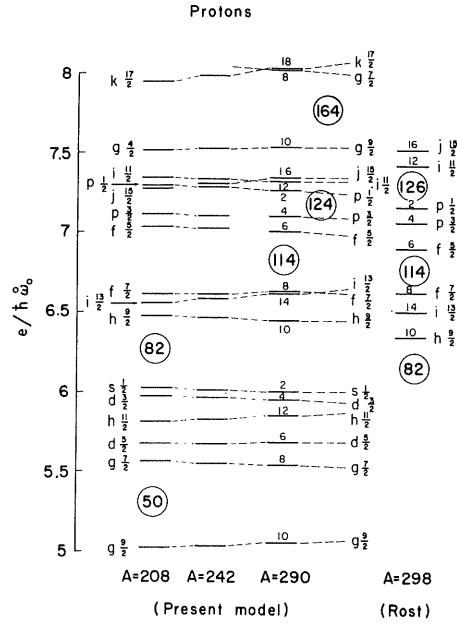 Protons
k 17/2 18 k 17/2
8 8 g 7/2
164
g 4/2 10 g 9/2 16 j 15/2
7.5
i 11/2 16 j 15/2 12 i 11/2
p 1/2 12 i 11/2 126
j 15/2 2 p 1/2 2 p 1/2
124
p 3/2 4 p 3/2 4 p 3/2
7
f 5/2 6 f 5/2 6 f 5/2
114 114
i 13/2
f 7/2 8 f 7/2 8 f 7/2
i 13/2 14 14 i 13/2
6.5
h 9/2 10 h 9/2 10 h 9/2
82 82
e/ħω̊₀
6
s 1/2 2 s 1/2
d 3/2 4 d 3/2
h 11/2 12 h 11/2
d 5/2 6 d 5/2
5.5
g 7/2 8 g 7/2
50
g 9/2 10 g 9/2
5
A=208 A=242 A=290 A=298
(Present model) (Rost)